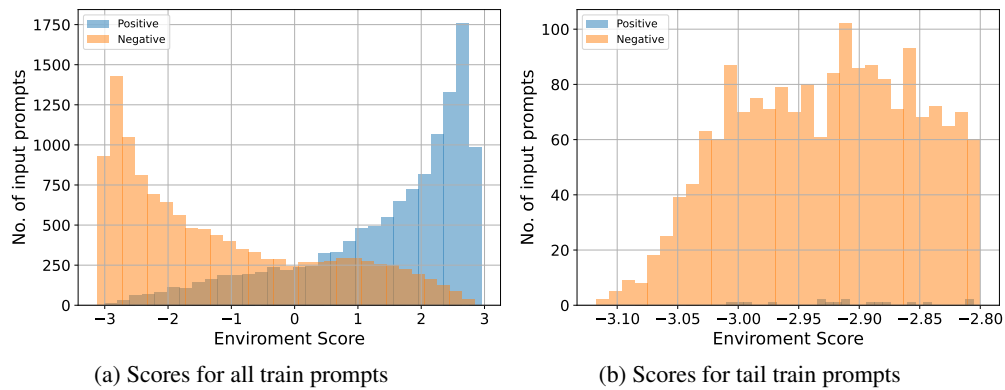 1750
1500
1250
1000
750
500
250
0
No. of input prompts
Positive
Negative
−3
−2
−1
0
1
2
3
Enviroment Score
(a) Scores for all train prompts
100
80
60
40
20
0
No. of input prompts
Positive
Negative
−3.10
−3.05
−3.00
−2.95
−2.90
−2.85
−2.80
Enviroment Score
(b) Scores for tail train prompts